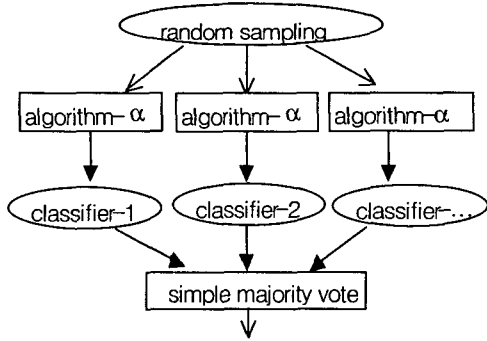 random sampling
algorithm- α algorithm- α algorithm-α
classifier-1 classifier-2 classifier-...
simple majority vote